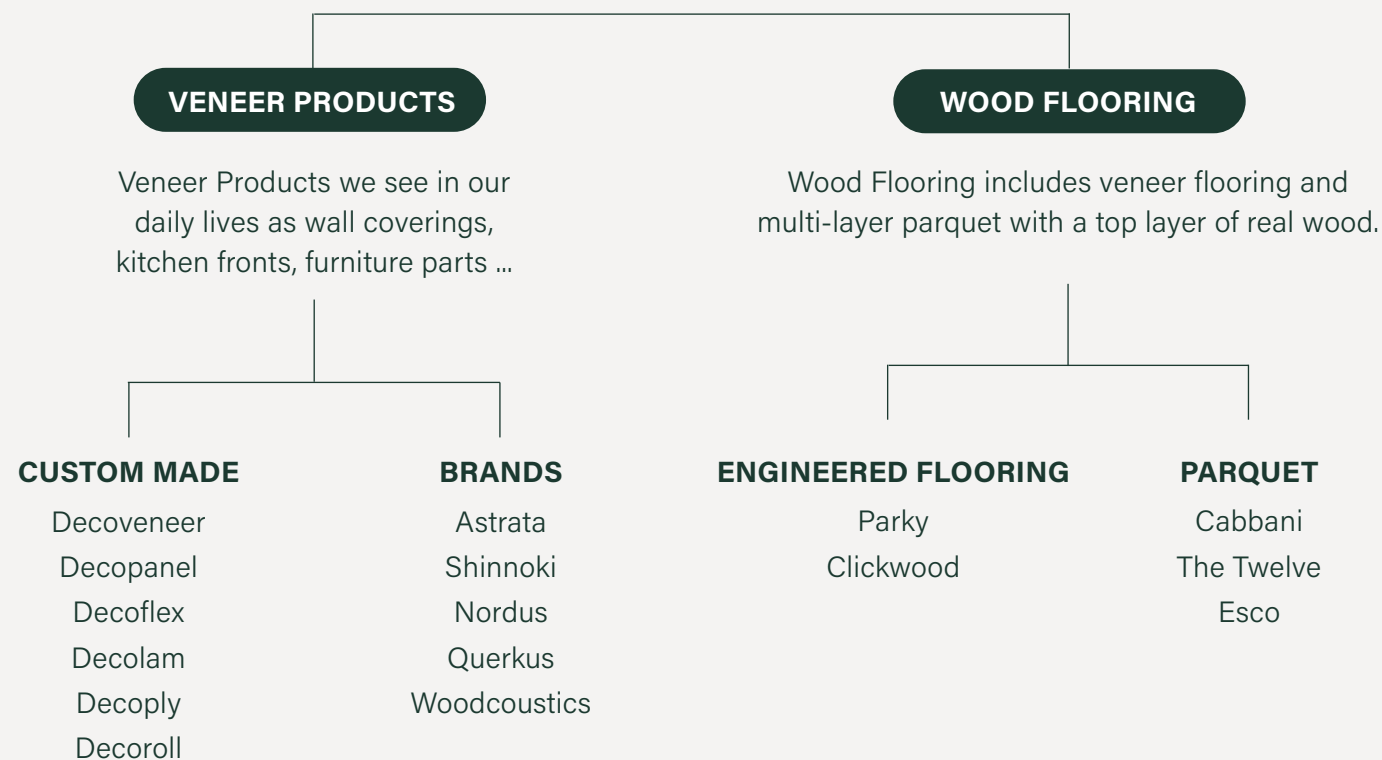 VENEER PRODUCTS
Veneer Products we see in our
daily lives as wall coverings,
kitchen fronts, furniture parts ...
CUSTOM MADE
Decoveneer
Decopanel
Decoflex
Decolam
Decoply
Decoroll
BRANDS
Astrata
Shinnoki
Nordus
Querkus
Woodcoustics
WOOD FLOORING
Wood Flooring includes veneer flooring and
multi-layer parquet with a top layer of real wood.
ENGINEERED FLOORING
Parky
Clickwood
PARQUET
Cabbani
The Twelve
Esco